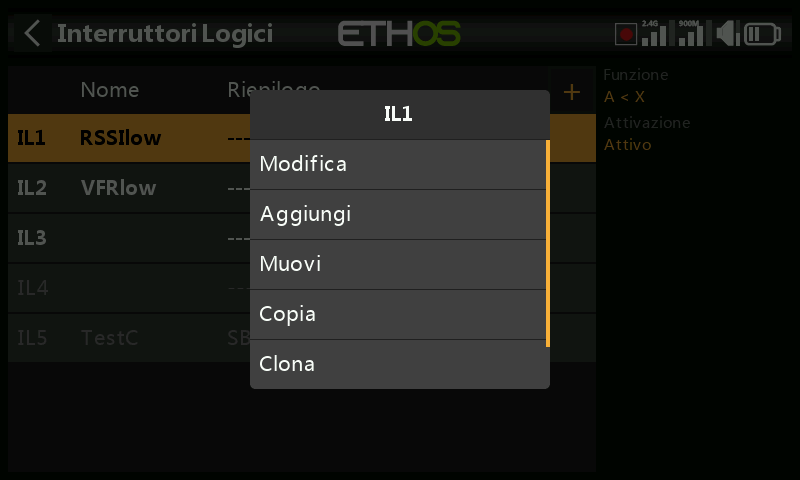 Interruttori Logici
ETHOS
2.4G
900M
Nome
Riepilogo
+
Funzione
A < X
Attivazione
Attivo
IL1
RSSIlow
---
IL2
VFRlow
---
IL3
---
IL4
---
IL5
TestC
SB
IL1
Modifica
Aggiungi
Muovi
Copia
Clona